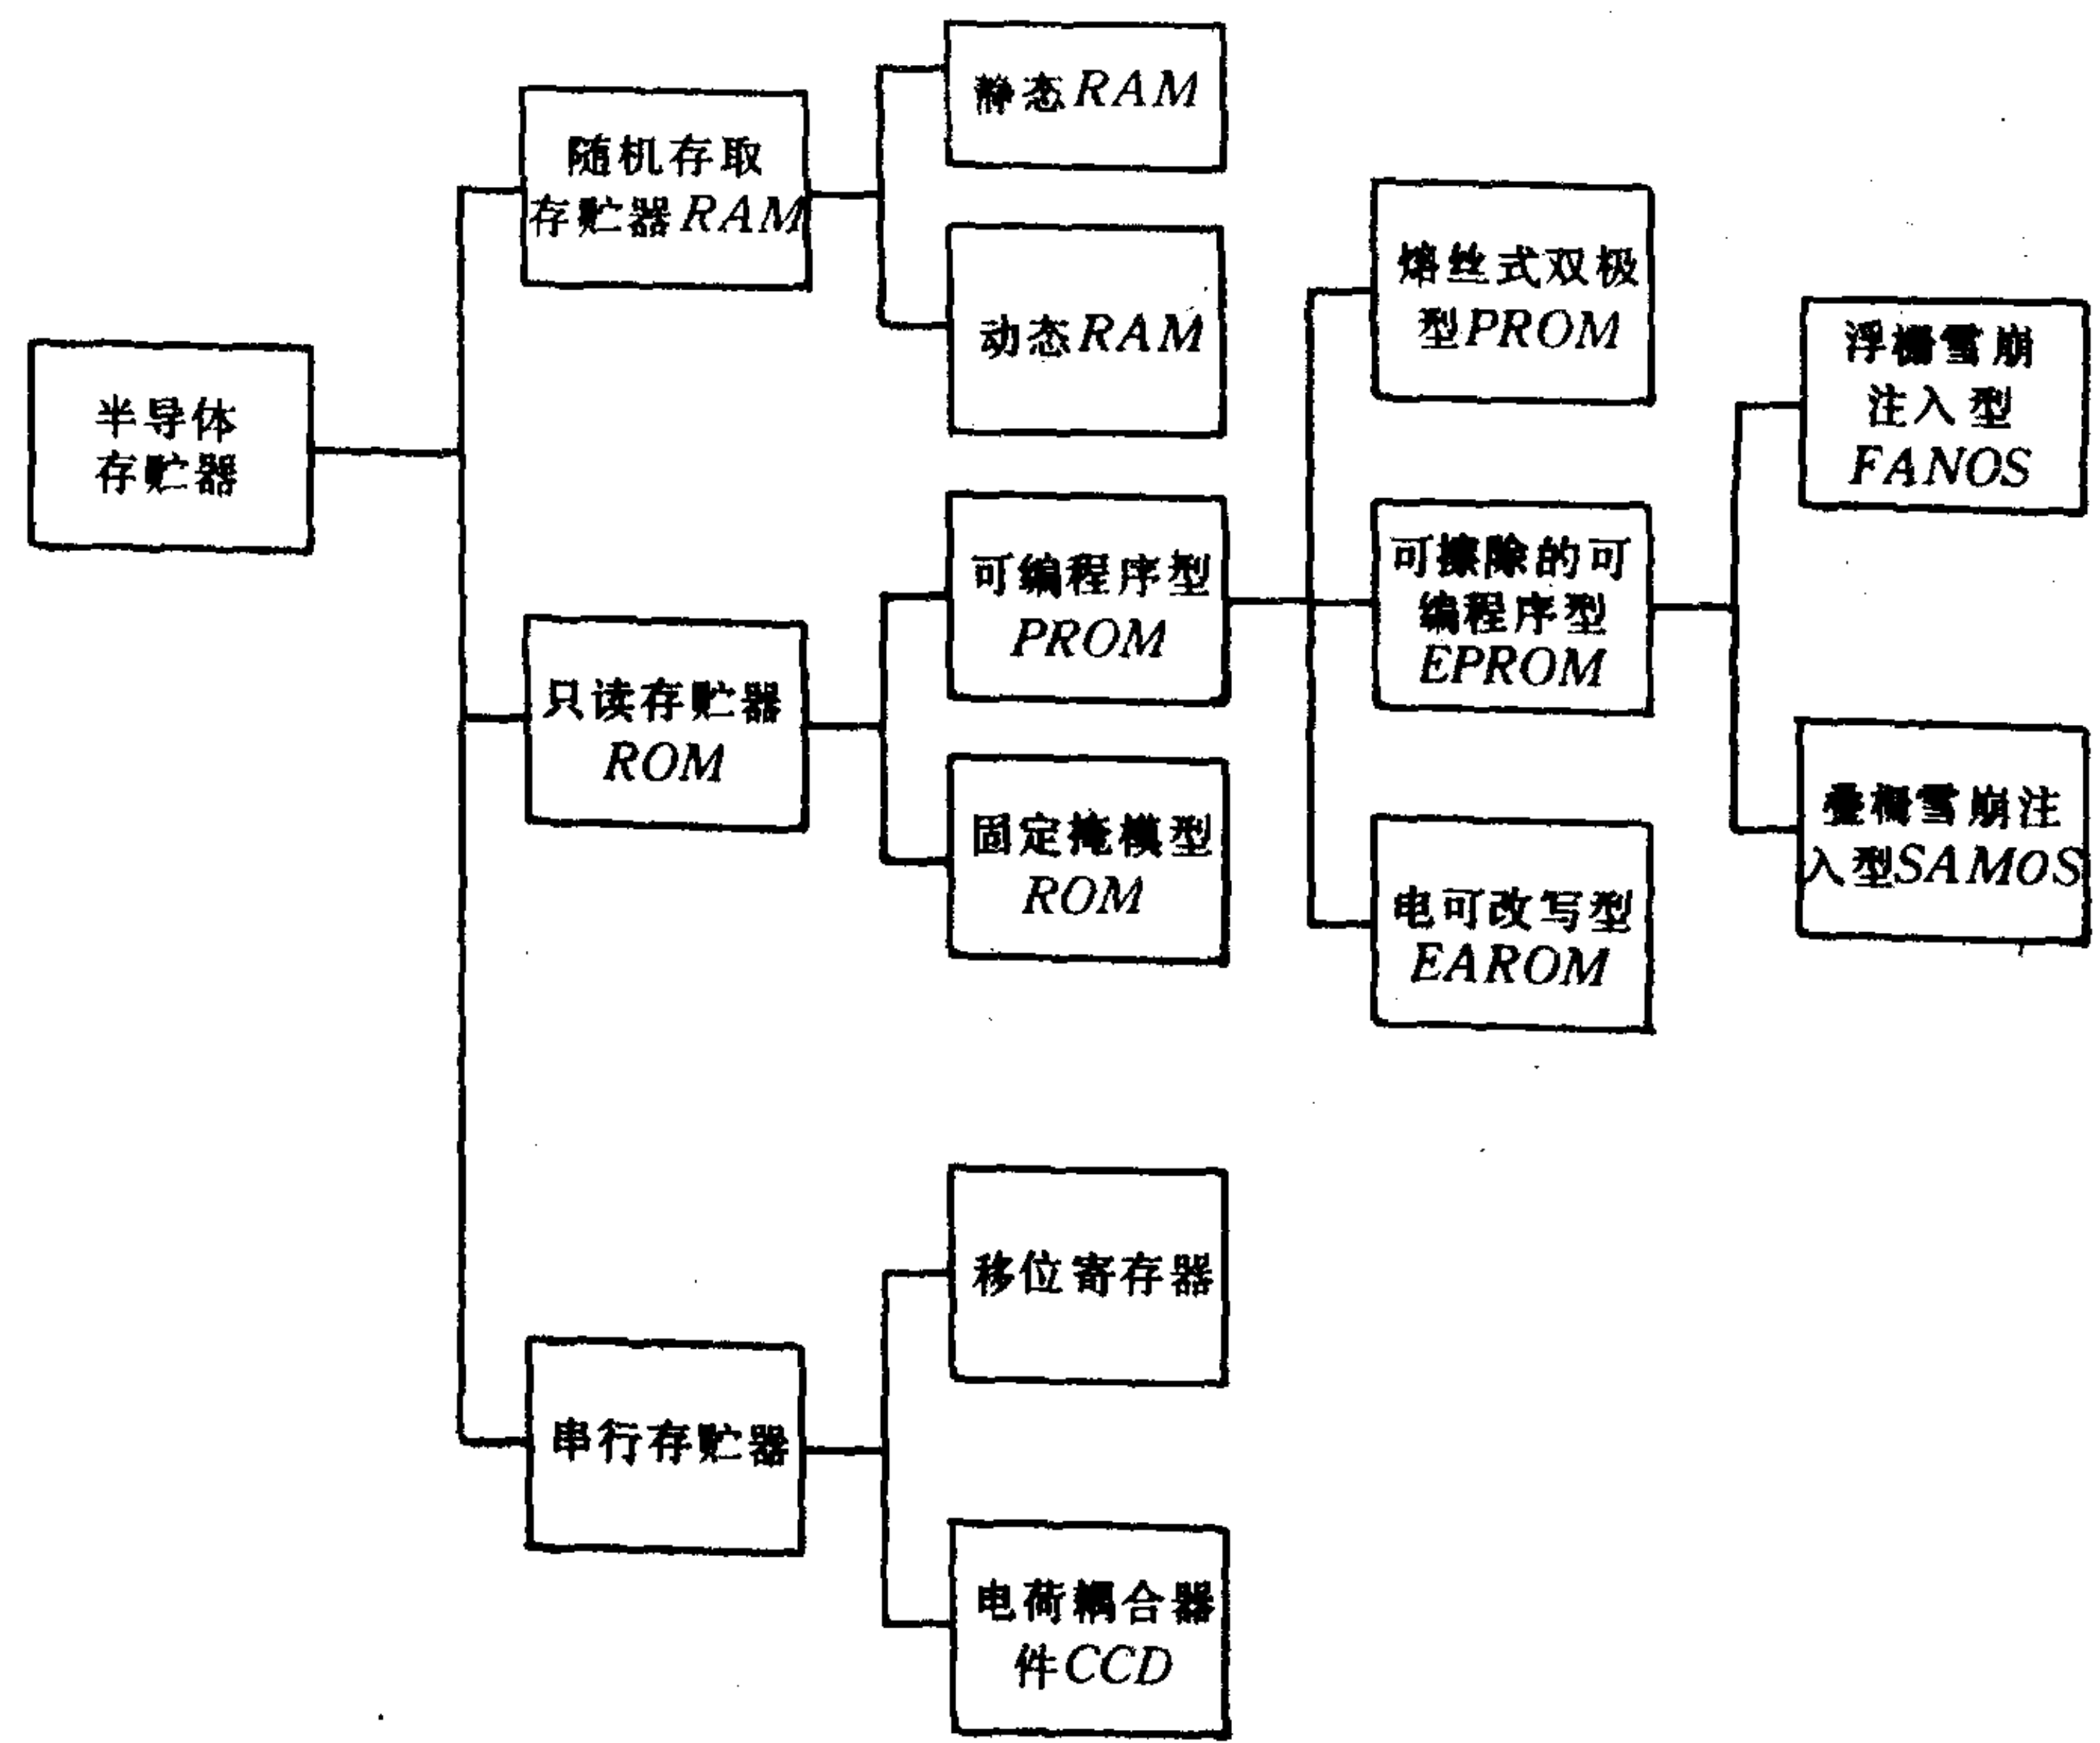 半导体
存贮器
随机存取
存贮器RAM
静态RAM
动态RAM
只读存贮器
ROM
可编程序型
PROM
固定掩模型
ROM
熔丝式双极
型PROM
可擦除的可
编程序型
EPROM
电可改写型
EAROM
浮栅雪崩
注入型
FANOS
叠栅雪崩注
入型SAMOS
串行存贮器
移位寄存器
电荷耦合器
件CCD